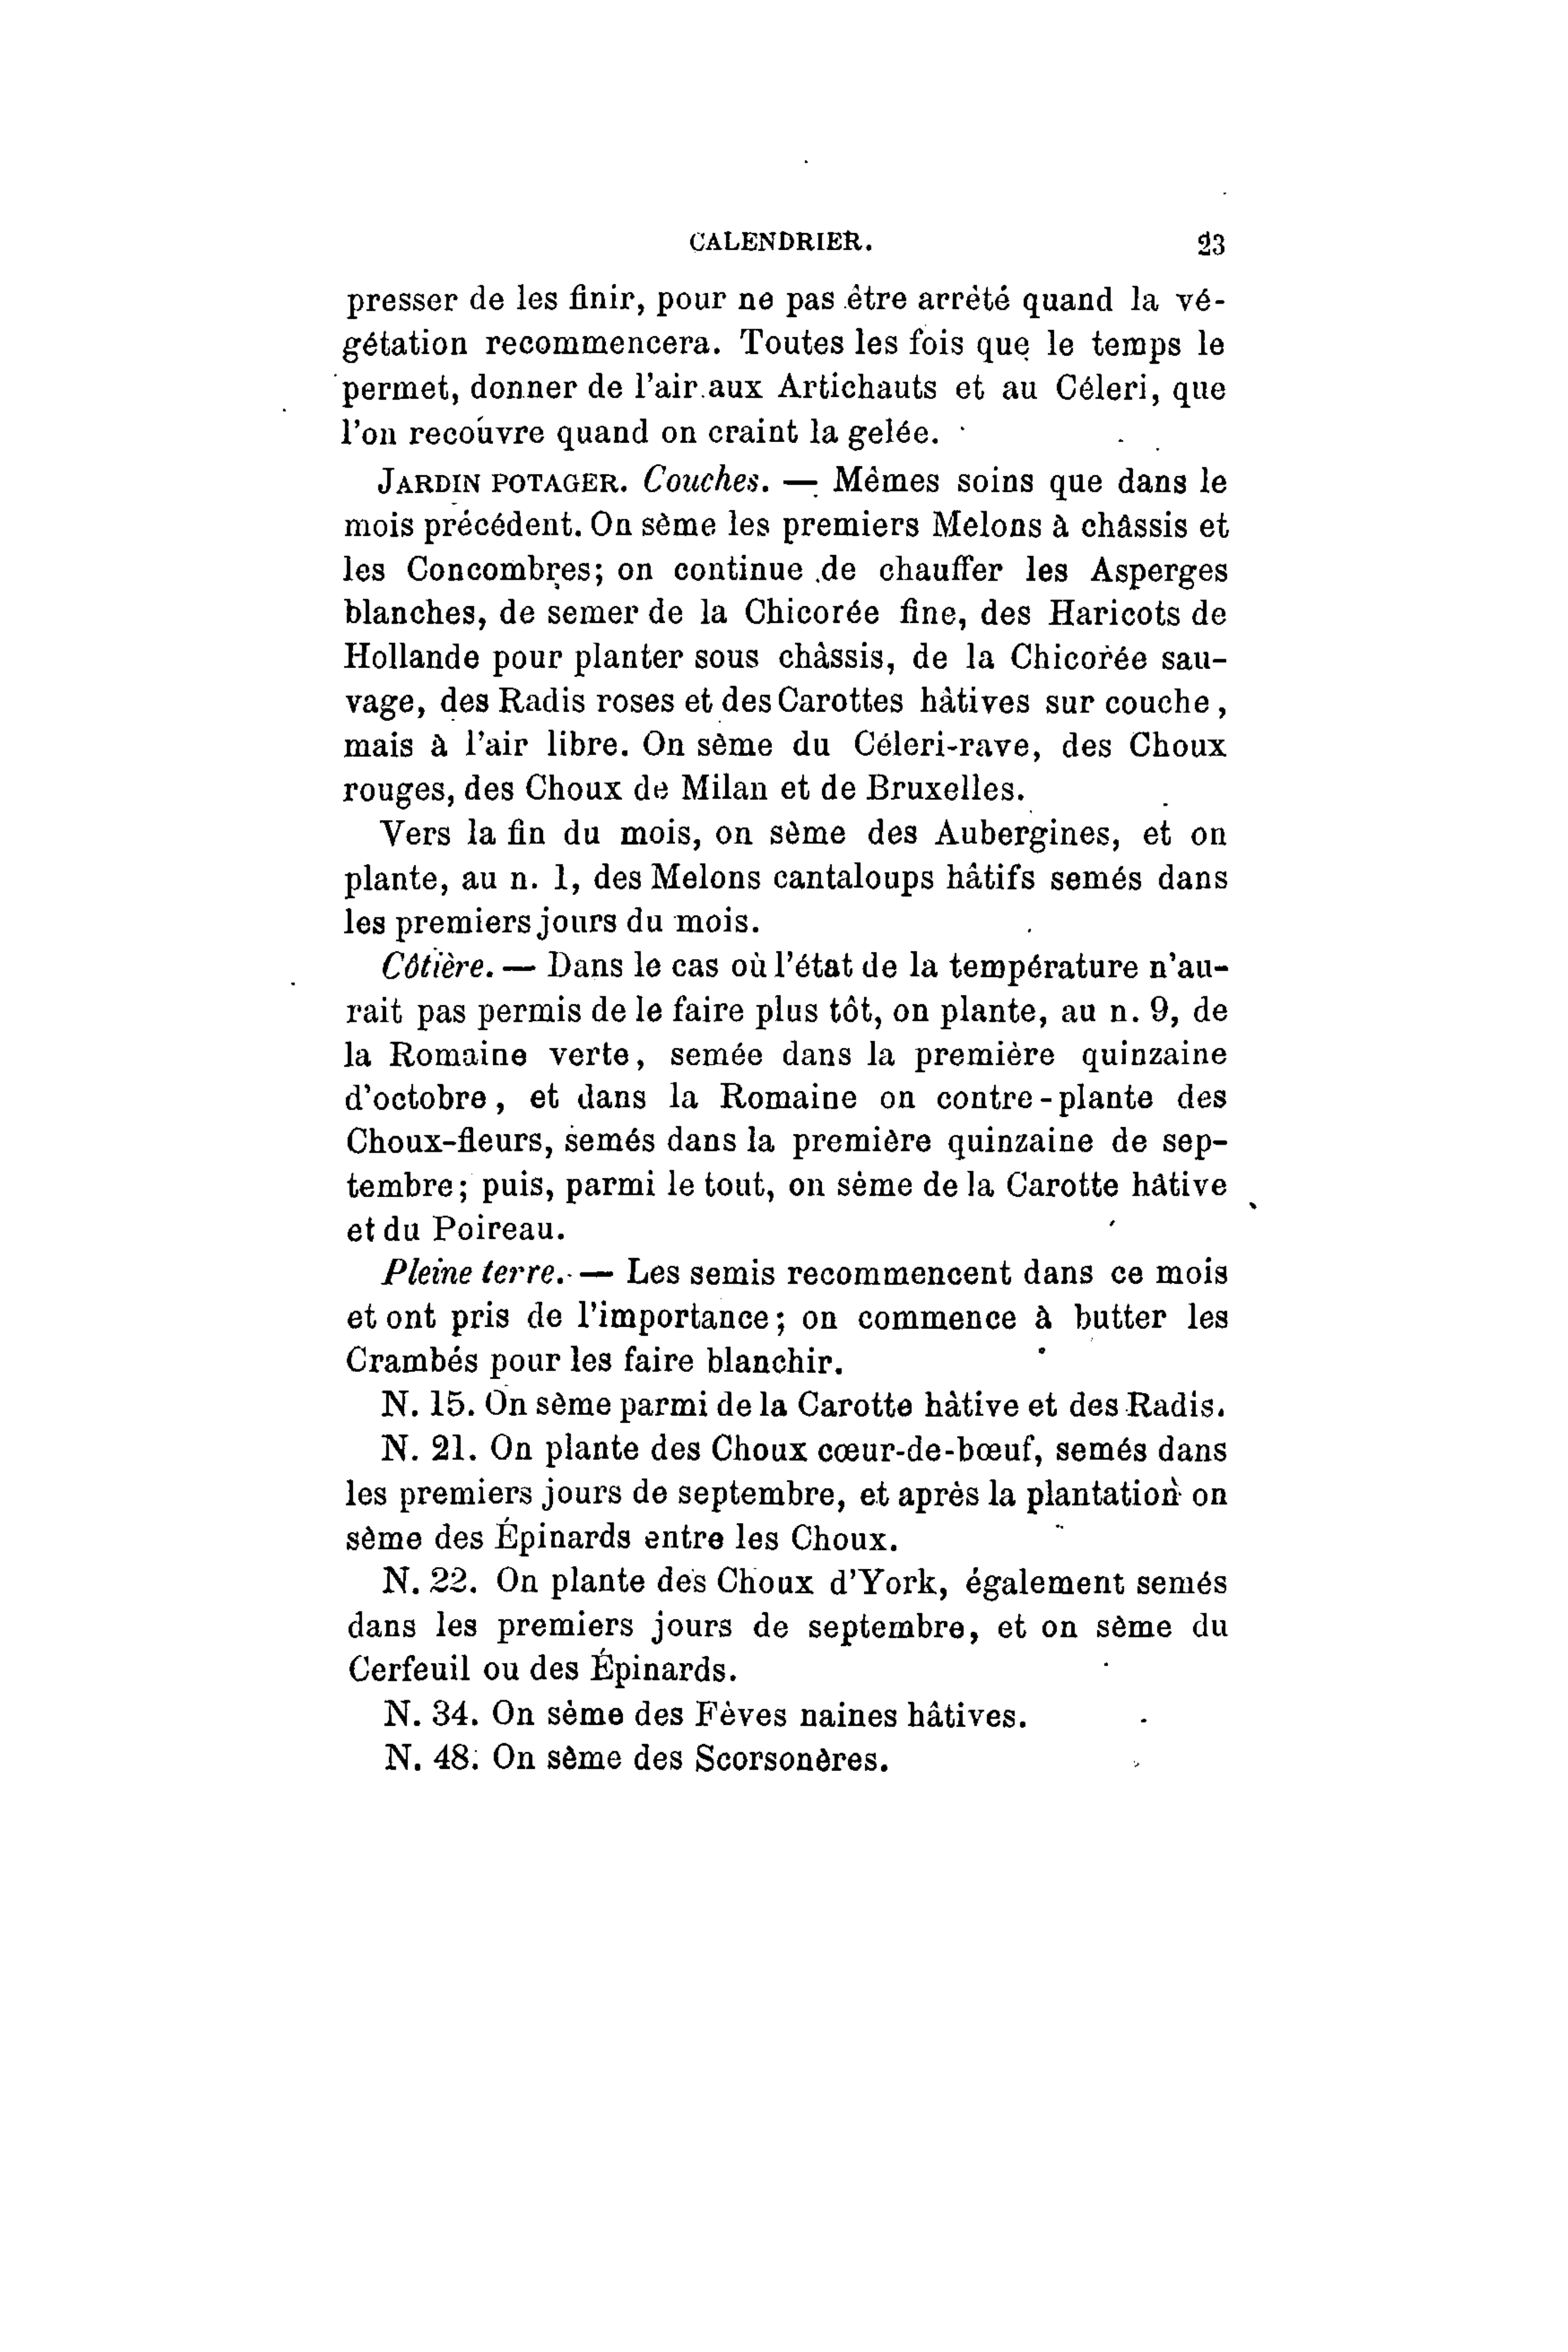 CALENDRIER. 23
presser de les finir, pour ne pas être arrêté quand la vé-
gétation recommencera. Toutes les fois que le temps le
permet, donner de l'air aux Artichauts et au Céleri, que
l'on recouvre quand on craint la gelée.
JARDIN POTAGER. Couches. — Mêmes soins que dans le
mois précédent. On sème les premiers Melons à châssis et
les Concombres; on continue de chauffer les Asperges
blanches, de semer de la Chicorée fine, des Haricots de
Hollande pour planter sous châssis, de la Chicorée sau-
vage, des Radis roses et des Carottes hâtives sur couche,
mais à l'air libre. On sème du Céleri-rave, des Choux
rouges, des Choux de Milan et de Bruxelles.
Vers la fin du mois, on sème des Aubergines, et on
plante, au n. 1, des Melons cantaloups hâtifs semés dans
les premiers jours du mois.
Côtière. — Dans le cas où l'état de la température n'au-
rait pas permis de le faire plus tôt, on plante, au n. 9, de
la Romaine verte, semée dans la première quinzaine
d'octobre, et dans la Romaine on contre-plante des
Choux-fleurs, semés dans la première quinzaine de sep-
tembre; puis, parmi le tout, on sème de la Carotte hâtive
et du Poireau.
Pleine terre. — Les semis recommencent dans ce mois
et ont pris de l'importance; on commence à butter les
Crambés pour les faire blanchir.
N. 15. On sème parmi de la Carotte hâtive et des Radis.
N. 21. On plante des Choux cœur-de-bœuf, semés dans
les premiers jours de septembre, et après la plantation on
sème des Épinards entre les Choux.
N. 22. On plante des Choux d'York, également semés
dans les premiers jours de septembre, et on sème du
Cerfeuil ou des Épinards.
N. 34. On sème des Fèves naines hâtives.
N. 48. On sème des Scorsonères.